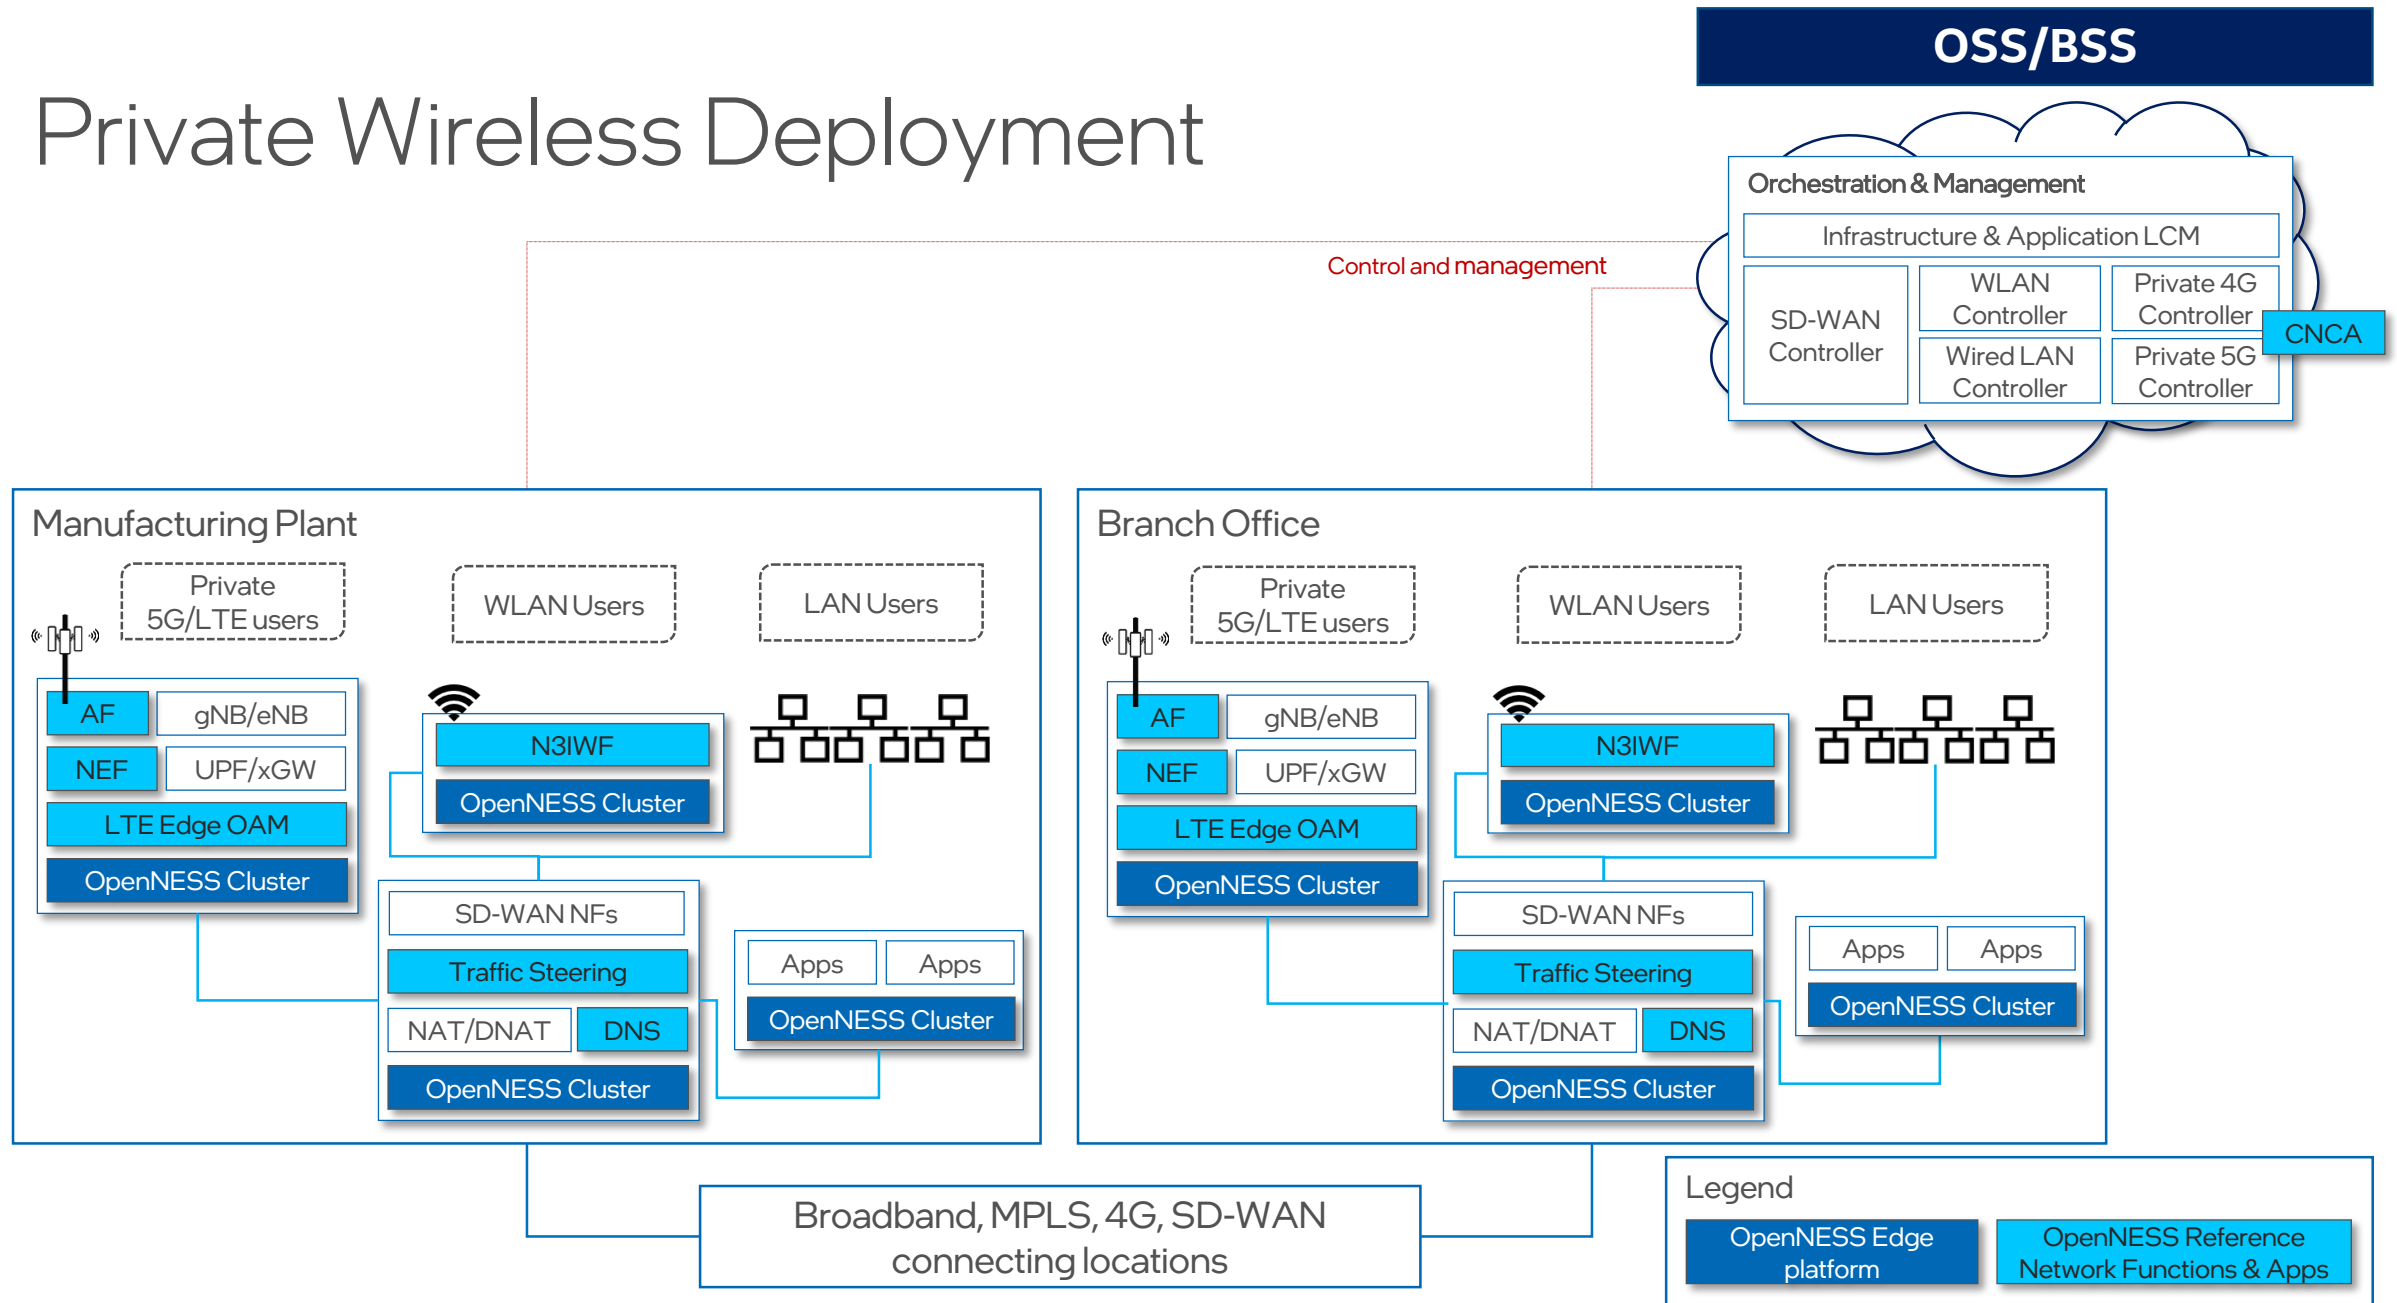 OSS/BSS
Private Wireless Deployment
Orchestration & Management
Infrastructure & Application LCM
SD-WAN
Controller
WLAN
Controller
Private 4G
Controller
CNCA
Wired LAN
Controller
Private 5G
Controller
Control and management
Manufacturing Plant
Private
5G/LTE users
WLAN Users
LAN Users
AF
gNB/eNB
NEF
UPF/xGW
LTE Edge OAM
OpenNESS Cluster
N3IWF
OpenNESS Cluster
SD-WAN NFs
Traffic Steering
NAT/DNAT
DNS
OpenNESS Cluster
Apps
Apps
OpenNESS Cluster
Branch Office
Private
5G/LTE users
WLAN Users
LAN Users
AF
gNB/eNB
NEF
UPF/xGW
LTE Edge OAM
OpenNESS Cluster
N3IWF
OpenNESS Cluster
SD-WAN NFs
Traffic Steering
NAT/DNAT
DNS
OpenNESS Cluster
Apps
Apps
OpenNESS Cluster
Broadband, MPLS, 4G, SD-WAN
connecting locations
Legend
OpenNESS Edge
platform
OpenNESS Reference
Network Functions & Apps